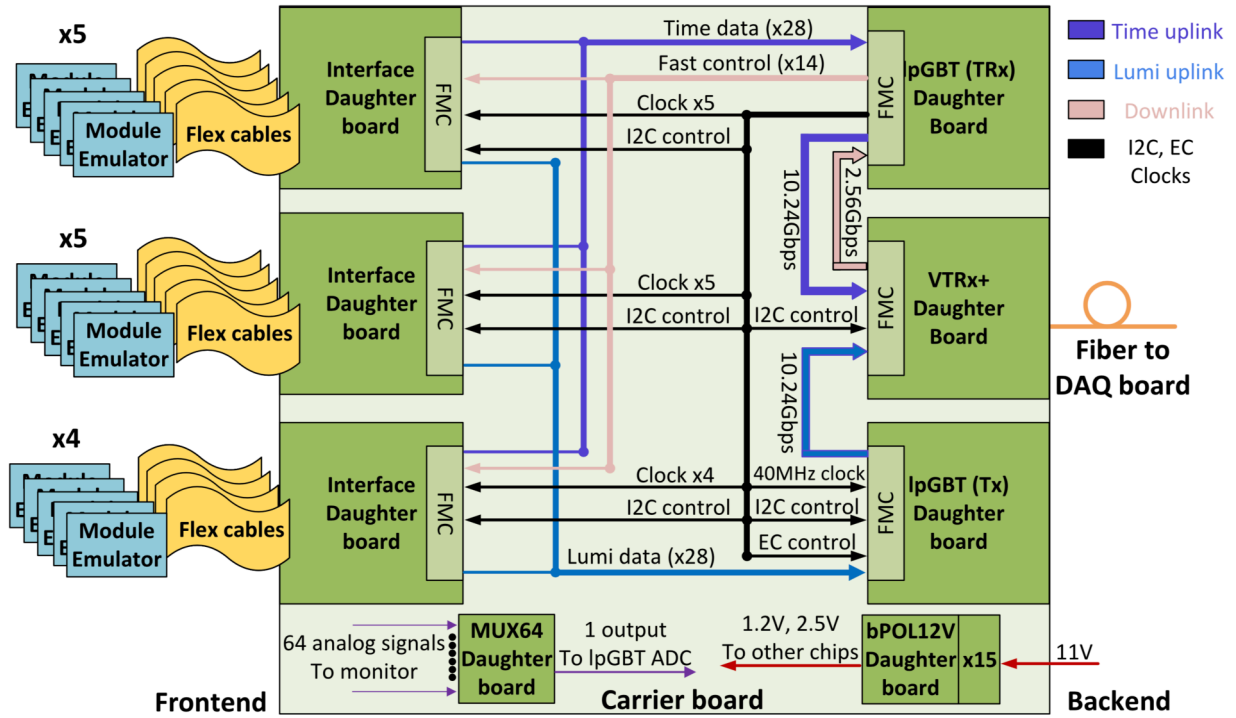 x5
Module
Emulator
Flex cables
Interface
Daughter
board
FMC
Time data (x28)
Fast control (x14)
Clock x5
I2C control
FMC
lpGBT (TRx)
Daughter
Board
Time uplink
Lumi uplink
Downlink
I2C, EC
Clocks
10.24Gbps
2.56Gbps
x5
Module
Emulator
Flex cables
Interface
Daughter
board
FMC
Clock x5
I2C control
I2C control
FMC
VTRx+
Daughter
Board
Fiber to
DAQ board
10.24Gbps
x4
Module
Emulator
Flex cables
Interface
Daughter
board
FMC
Clock x4
40MHz clock
I2C control
I2C control
EC control
Lumi data (x28)
FMC
lpGBT (Tx)
Daughter
board
64 analog signals
To monitor
MUX64
Daughter
board
1 output
To lpGBT ADC
1.2V, 2.5V
To other chips
bPOL12V
Daughter
board
x15
11V
Frontend
Carrier board
Backend